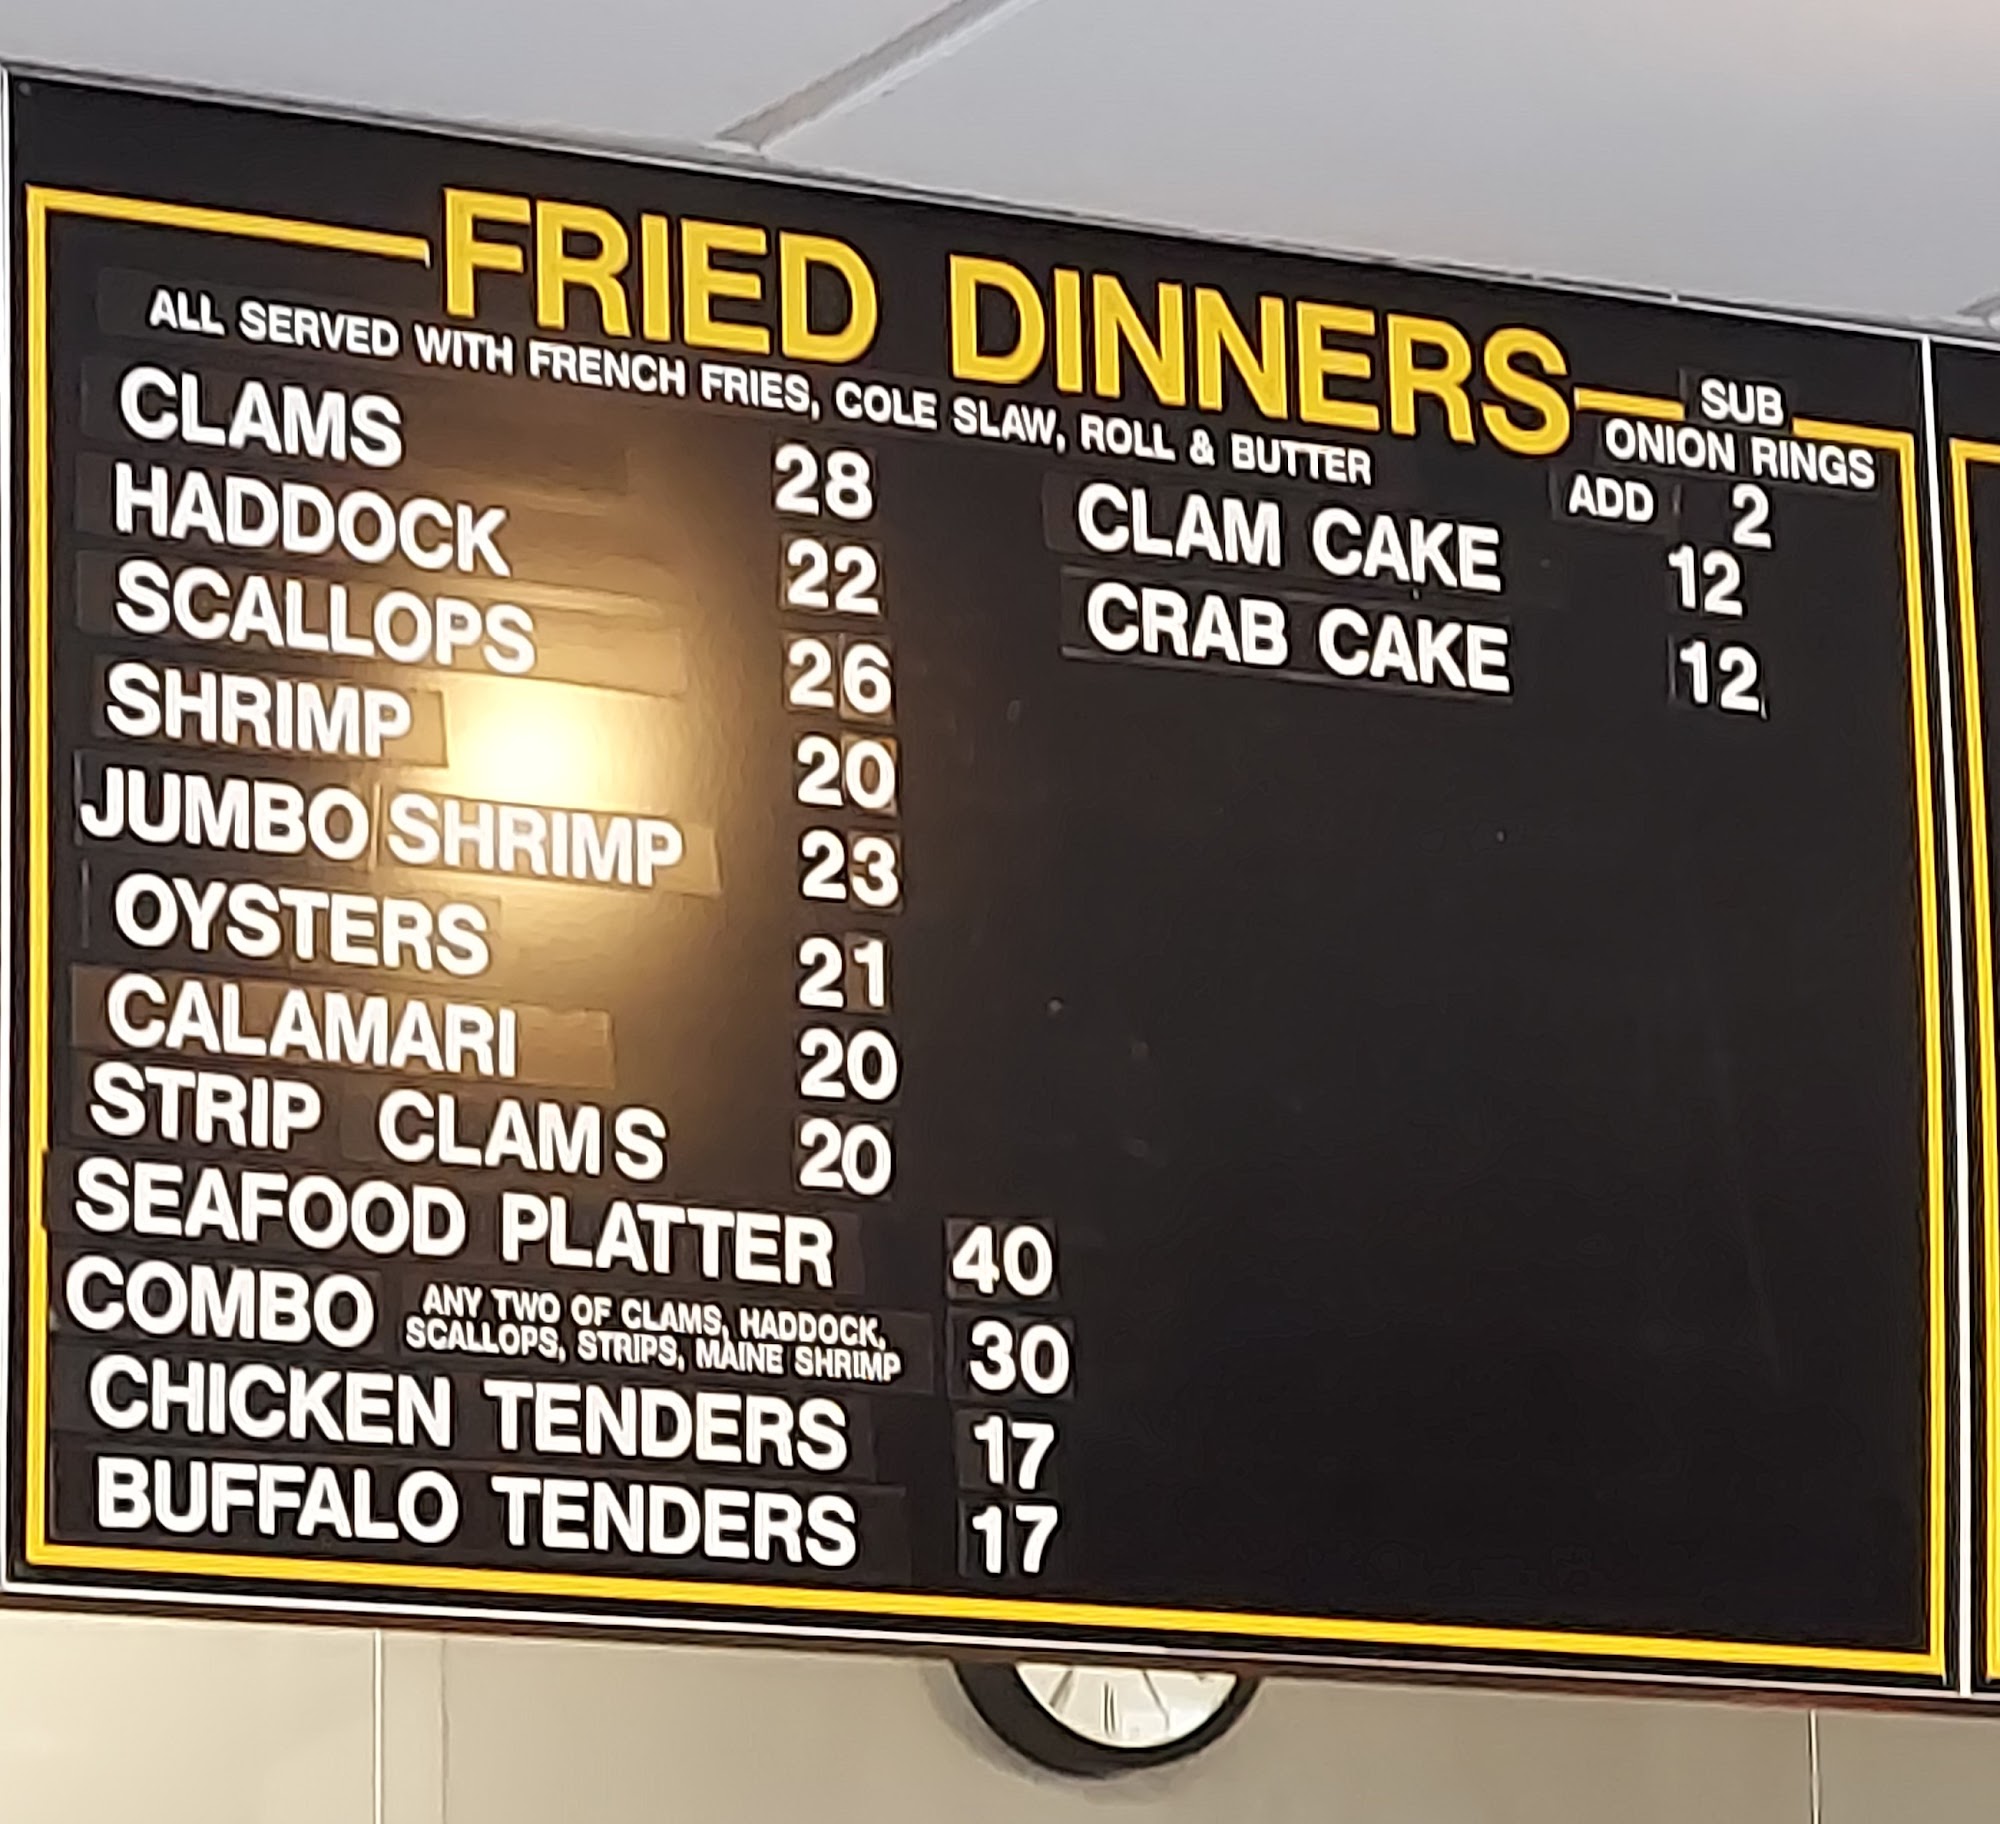 FRIED DINNERS
ALL SERVED WITH FRENCH FRIES, COLE SLAW, ROLL & BUTTER
SUB
ONION RINGS
ADD 2
CLAMS 28
HADDOCK 22
SCALLOPS 26
SHRIMP 20
JUMBO SHRIMP 23
OYSTERS 21
CALAMARI 20
STRIP CLAMS 20
SEAFOOD PLATTER 40
COMBO ANY TWO OF CLAMS, HADDOCK,
SCALLOPS, STRIPS, MAINE SHRIMP 30
CHICKEN TENDERS 17
BUFFALO TENDERS 17
CLAM CAKE 12
CRAB CAKE 12